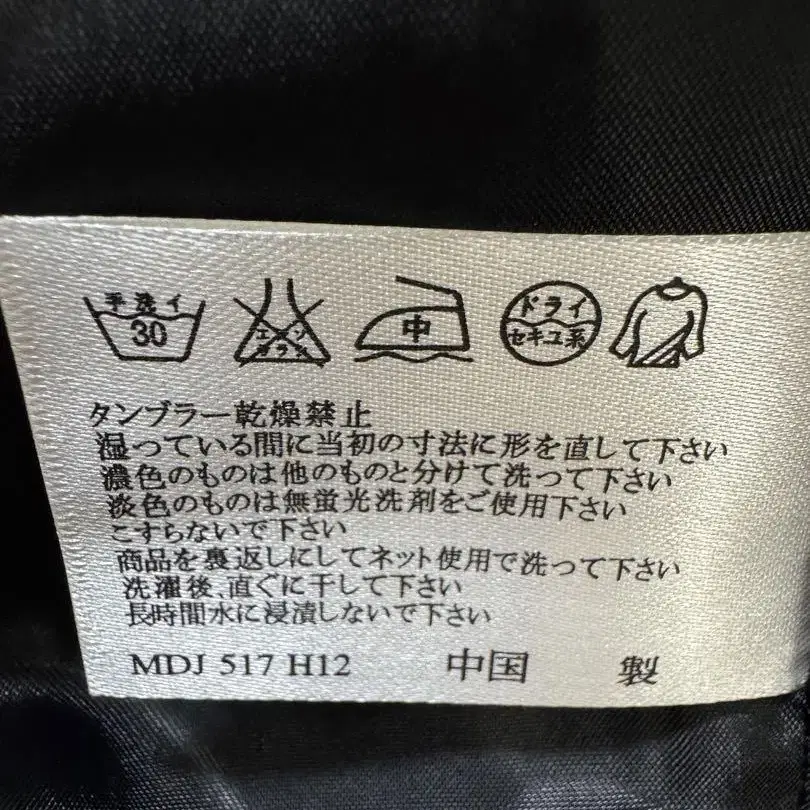 手洗イ
30
エンソ
サラシ
中
ドライ
セキユ系
タンブラー乾燥禁止
湿っている間に当初の寸法に形を直して下さい
濃色のものは他のものと分けて洗って下さい
淡色のものは無蛍光洗剤をご使用下さい
こすらないで下さい
商品を裏返しにしてネット使用で洗って下さい
洗濯後、直ぐに干して下さい
長時間水に浸漬しないで下さい
MDJ 517 H12 中国 製